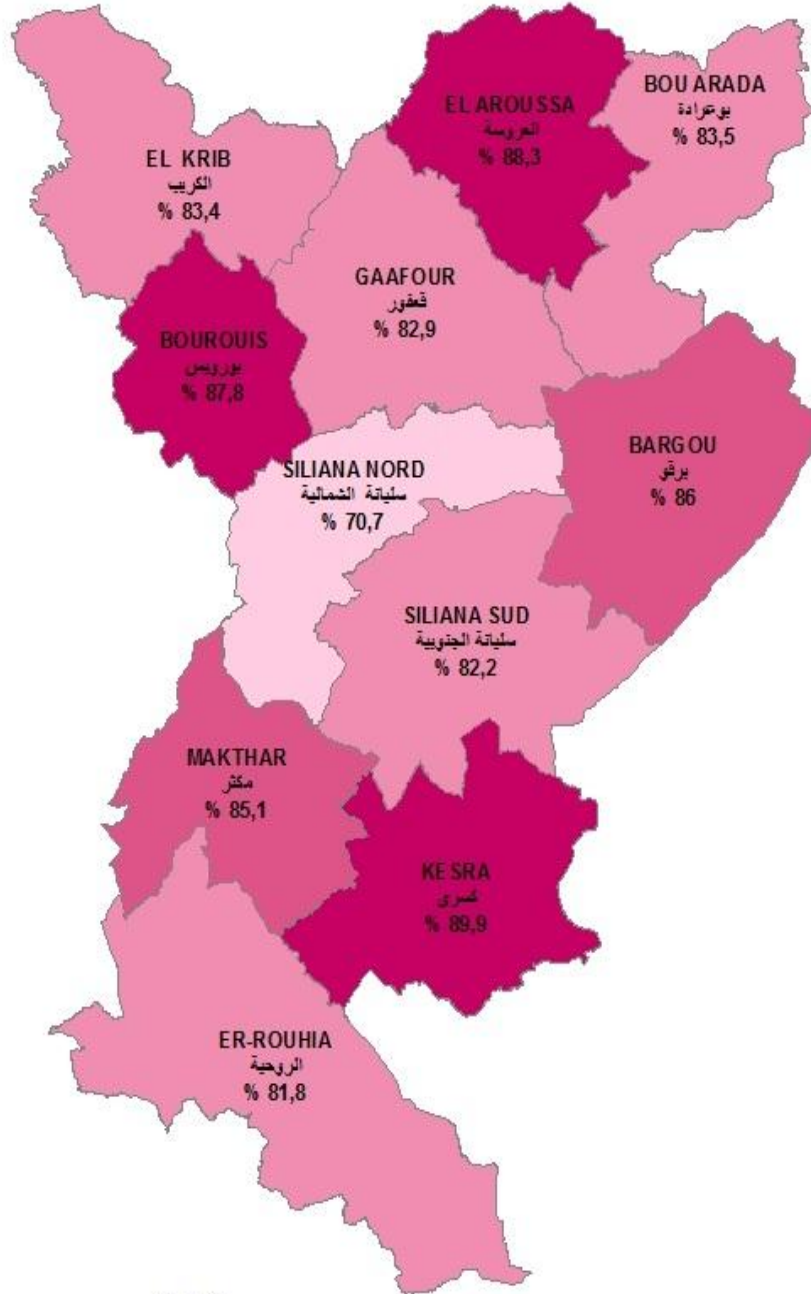 EL AROUSSA
العروسة
% 88,3
BOU ARADA
بوعرادة
% 83,5
EL KRIB
الكريب
% 83,4
GAAFOUR
قعفور
% 82,9
BOUROUIS
بورويس
% 87,8
BARGOU
برقو
% 86
SILIANA NORD
سليانة الشمالية
% 70,7
SILIANA SUD
سليانة الجنوبية
% 82,2
MAKTHAR
مكثر
% 85,1
KESRA
كسرى
% 89,9
ER-ROUHIA
الروحية
% 81,8